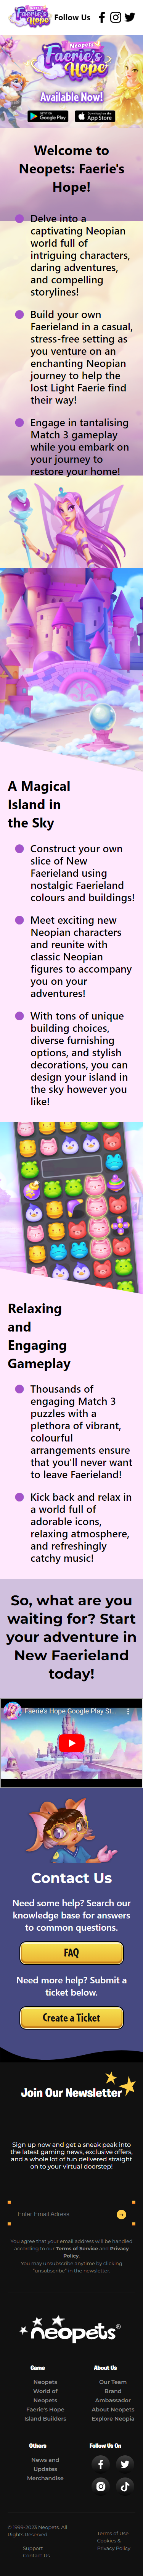 Neopets
Faerie's
Hope
Follow Us
Neopets
Faerie's
Hope
Available Now!
GET IT ON
Google Play
Download on the
App Store
Welcome to
Neopets: Faerie's
Hope!
Delve into a
captivating Neopian
world full of
intriguing characters,
daring adventures,
and compelling
storylines!
Build your own
Faerieland in a casual,
stress-free setting as
you venture on an
enchanting Neopian
journey to help the
lost Light Faerie find
their way!
Engage in tantalising
Match 3 gameplay
while you embark on
your journey to
restore your home!
A Magical
Island in
the Sky
Construct your own
slice of New
Faerieland using
nostalgic Faerieland
colours and buildings!
Meet exciting new
Neopian characters
and reunite with
classic Neopian
figures to accompany
you on your
adventures!
With tons of unique
building choices,
diverse furnishing
options, and stylish
decorations, you can
design your island in
the sky however you
like!
Relaxing
and
Engaging
Gameplay
Thousands of
engaging Match 3
puzzles with a
plethora of vibrant,
colourful
arrangements ensure
that you'll never want
to leave Faerieland!
Kick back and relax in
a world full of
adorable icons,
relaxing atmosphere,
and refreshingly
catchy music!
So, what are you
waiting for? Start
your adventure in
New Faerieland
today!
Faerie's Hope Google Play St...
Contact Us
Need some help? Search our
knowledge base for answers
to common questions.
FAQ
Need more help? Submit a
ticket below.
Create a Ticket
Join Our Newsletter
Sign up now and get a sneak peek into
the latest gaming news, exclusive offers,
and a whole lot of fun delivered straight
on to your virtual doorstep!
Enter Email Adress
You agree that your email address will be handled
according to our Terms of Service and Privacy
Policy.
You may unsubscribe anytime by clicking
"unsubscribe" in the newsletter.
neopets®
Game
About Us
Neopets
World of
Neopets
Faerie's Hope
Island Builders
Our Team
Brand
Ambassador
About Neopets
Explore Neopia
Others
Follow Us On
News and
Updates
Merchandise
© 1999-2023 Neopets. All
Rights Reserved.
Support
Contact Us
Terms of Use
Cookies &
Privacy Policy